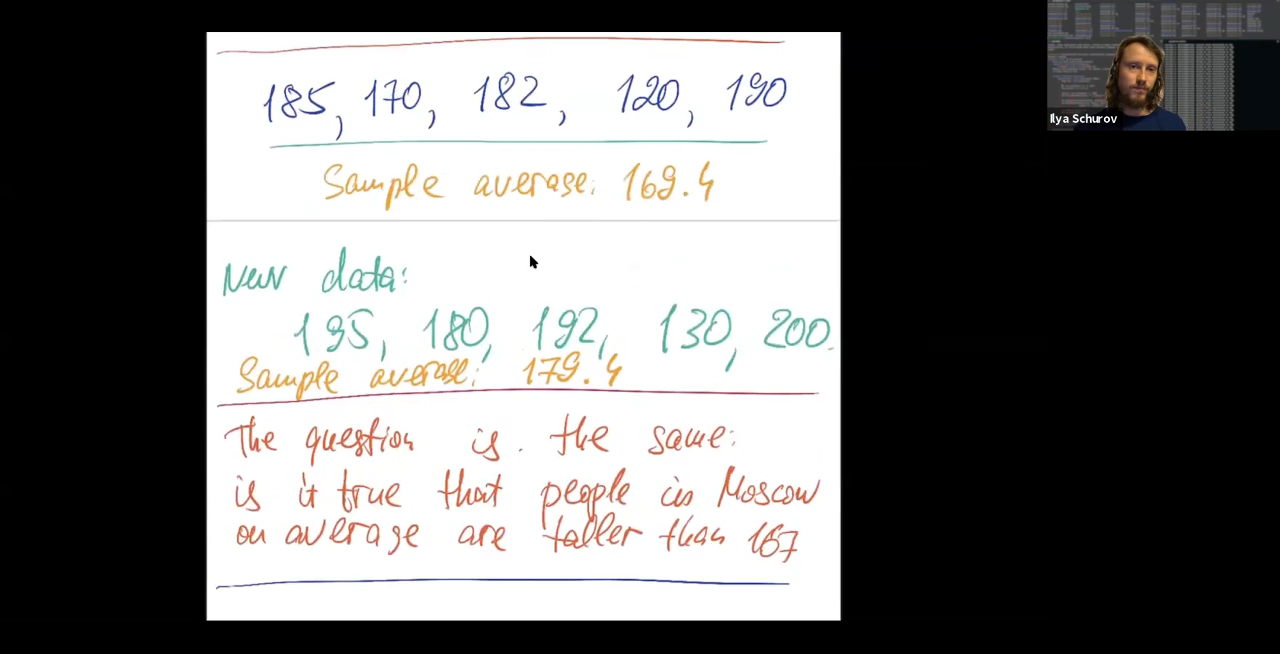 185, 170, 182, 120, 190
Sample average: 169.4
New data:
195, 180, 192, 130, 200.
Sample average: 179.4
The question is the same:
is it true that people in Moscow
on average are taller than 167
Ilya Schurov